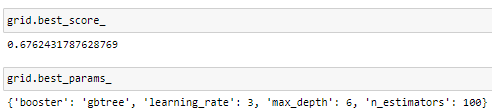 grid.best_score_
0.6762431787628769
grid.best_params_
{'booster': 'gbtree', 'learning_rate': 3, 'max_depth': 6, 'n_estimators': 100}